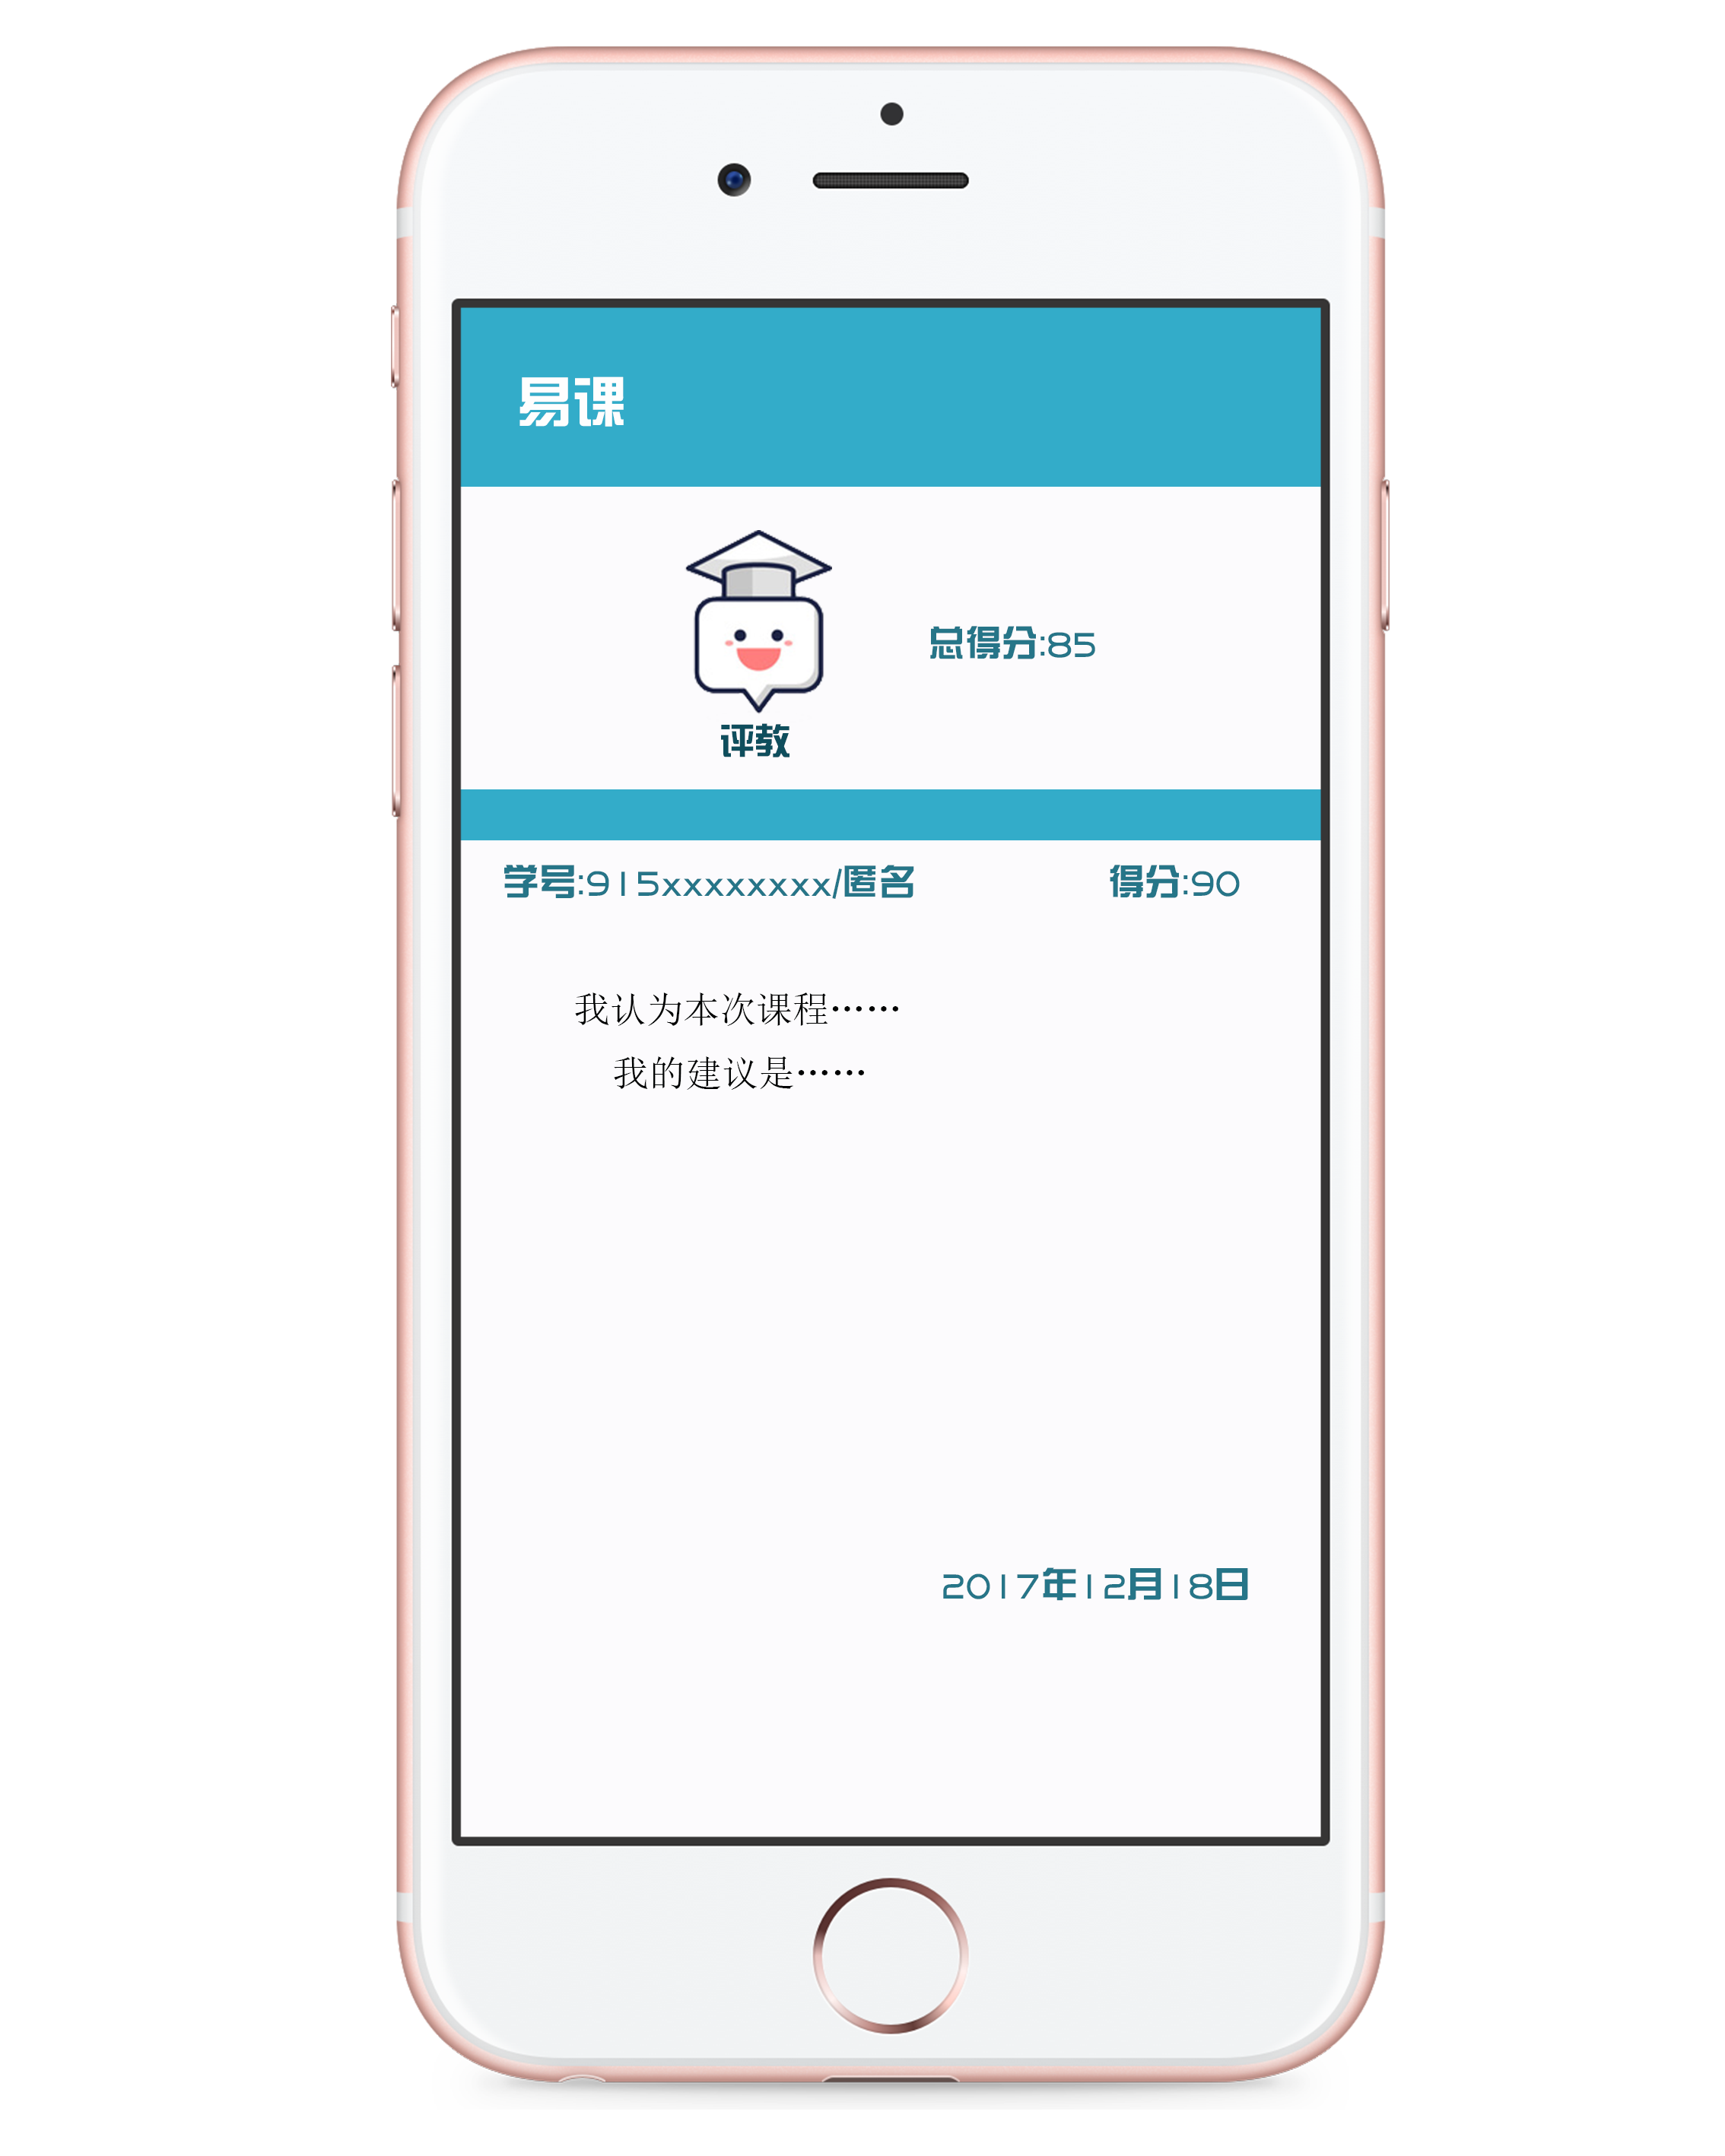 易课
总得分:85
评教
学号:915xxxxxxxx/匿名 得分:90
我认为本次课程……
我的建议是……
2017年12月18日